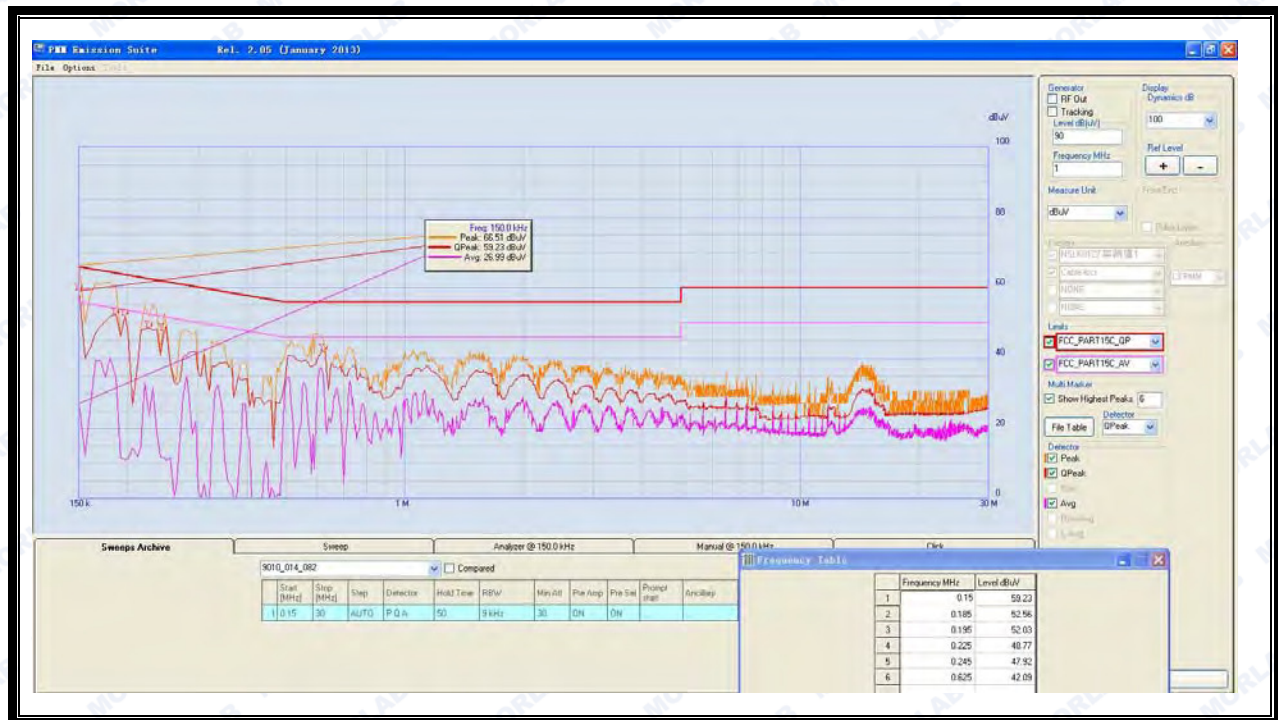 PMM Emission Suite Rel. 2.05 (January 2013)
File Options Tools
dBuV
100
80
60
40
20
0
150 k
1 M
10 M
30 M
Freq: 150.0 kHz
Peak: 66.51 dBuV
QPeak: 59.23 dBuV
Avg: 26.99 dBuV
Generator
RF Out
Tracking
Level dB(uV)
90
Frequency MHz
1
Display
Dynamics dB
100
Ref Level
+ -
Measure Unit
dBuV
Cable loss
NONE
NONE
Limits
FCC_PART15C_QP
FCC_PART15C_AV
Multi Marker
Show Highest Peaks 6
File Table
Detector
QPeak
Detector
Peak
QPeak
Avg
Sweeps Archive
Sweep
Analyzer @ 150.0 kHz
Manual @ 150.0 kHz
Click
9010_014_082
Compared
Start [MHz] Stop [MHz] Step Detector Hold Time RBW Min Att Pre Amp Pre Sel Prompt start Ancillary
1 0.15 30 AUTO P Q A 50 9 kHz 30 ON ON
Frequency Table
Frequency MHz Level dBuV
1 0.15 59.23
2 0.185 52.56
3 0.195 52.03
4 0.225 48.77
5 0.245 47.92
6 0.625 42.09
MORLAB